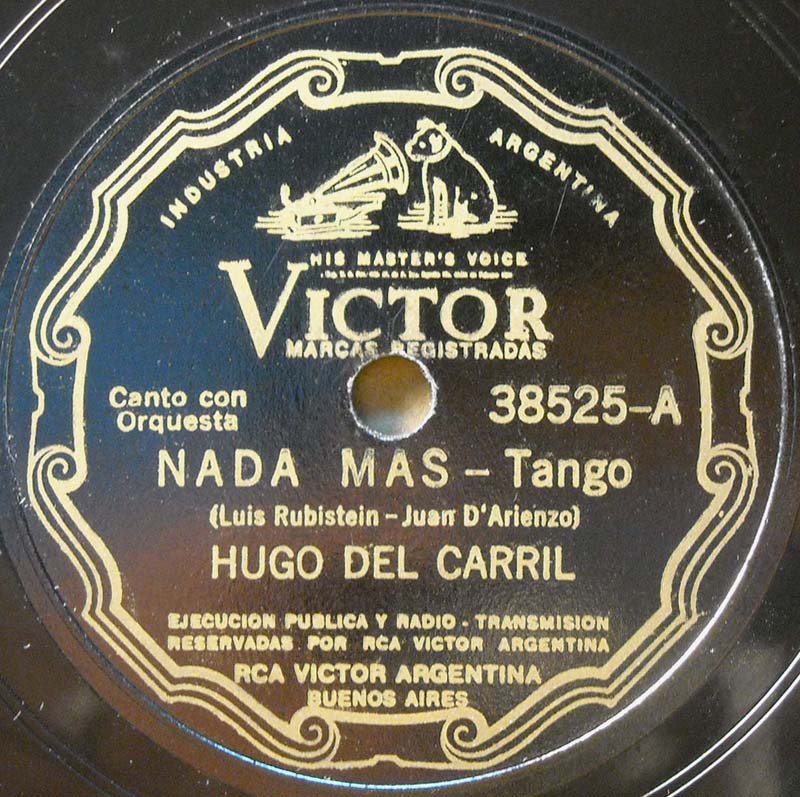 INDUSTRIA ARGENTINA
HIS MASTER'S VOICE
VICTOR
MARCAS REGISTRADAS
Canto con
Orquesta
38525-A
NADA MAS - Tango
(Luis Rubistein - Juan D'Arienzo)
HUGO DEL CARRIL
EJECUCION PUBLICA Y RADIO - TRANSMISION
RESERVADAS POR RCA VICTOR ARGENTINA
RCA VICTOR ARGENTINA
BUENOS AIRES